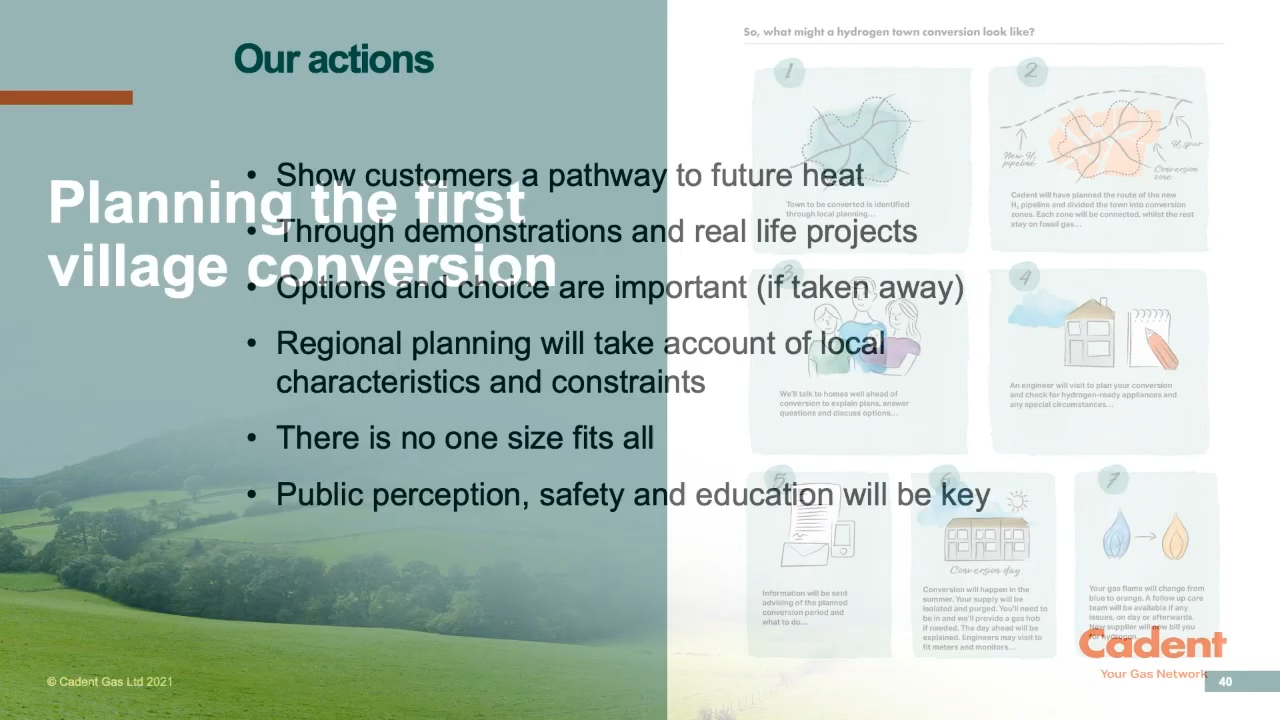 Our actions
Planning the first
village conversion
• Show customers a pathway to future heat
• Through demonstrations and real life projects
• Options and choice are important (if taken away)
• Regional planning will take account of local
characteristics and constraints
• There is no one size fits all
• Public perception, safety and education will be key
© Cadent Gas Ltd 2021
So, what might a hydrogen town conversion look like?
1
Town to be converted is identified
through local planning...
2
New H₂
pipeline
H₂ spur
Conversion
zone
Cadent will have planned the route of the new
H₂ pipeline and divided the town into conversion
zones. Each zone will be connected, whilst the rest
stay on fossil gas...
3
We'll talk to homes well ahead of
conversion to explain plans, answer
questions and discuss options...
4
An engineer will visit to plan your conversion
and check for hydrogen-ready appliances and
any special circumstances...
5
Information will be sent
advising of the planned
conversion period and
what to do...
6
Conversion day
Conversion will happen in the
summer. Your supply will be
isolated and purged. You'll need to
be in and we'll provide a gas hob
if needed. The day ahead will be
explained. Engineers may visit to
fit meters and monitors...
7
Your gas flame will change from
blue to orange. A follow up care
team will be available if any
issues, on day or afterwards.
New supplier will now bill you
for hydrogen.
Cadent
Your Gas Network
40